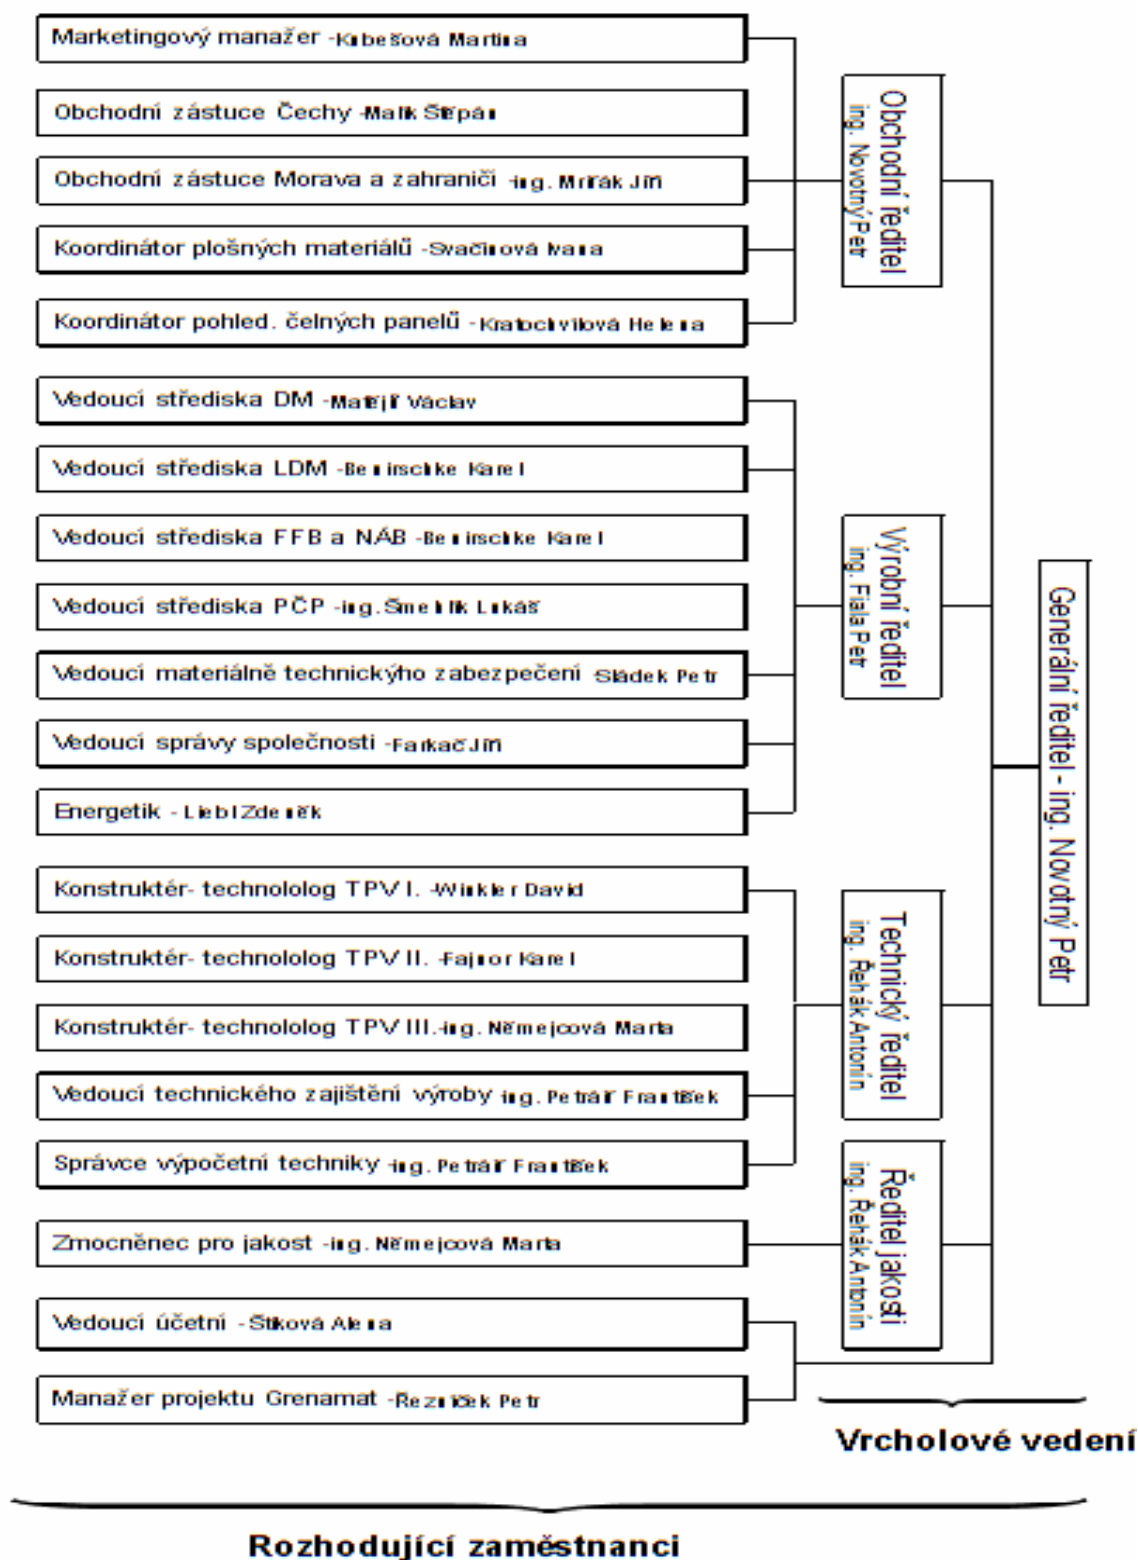 Marketingový manažer -Kubešová Martina
Obchodní zástuce Čechy -Malík Štěpán
Obchodní zástuce Morava a zahraničí -ing. Jiří
Koordinátor plošných materiálů -Svačinová Ivana
Koordinátor pohled. čelných panelů -Kratochvílová Helena
Vedoucí střediska DM -Matějíř Václav
Vedoucí střediska LDM -Benirschke Karel
Vedoucí střediska FFB a NÁB -Benirschke Karel
Vedoucí střediska PČP -ing. Lukáš
Vedoucí materiálně technickýho zabezpečení -Sládek Petr
Vedoucí správy společnosti -Farkač Jiří
Energetik - Liebl Zdeněk
Konstruktér- technololog TPV I. -Winkler David
Konstruktér- technololog TPV II. -Fajnor Karel
Konstruktér- technololog TPV III.-ing. Němejcová Marta
Vedoucí technického zajištění výroby -ing. Petráň František
Správce výpočetní techniky -ing. Petráň František
Zmocněnec pro jakost -ing. Němejcová Marta
Vedoucí účetní - Štiková Alena
Manažer projektu Grenamat -Řezníček Petr
Obchodní ředitel
ing. Novotný Petr
Výrobní ředitel
ing. Fiala Petr
Technický ředitel
ing. Řehák Antonín
Ředitel jakosti
ing. Řehák Antonín
Generální ředitel - ing. Novotný Petr
Vrcholové vedení
Rozhodující zaměstnanci